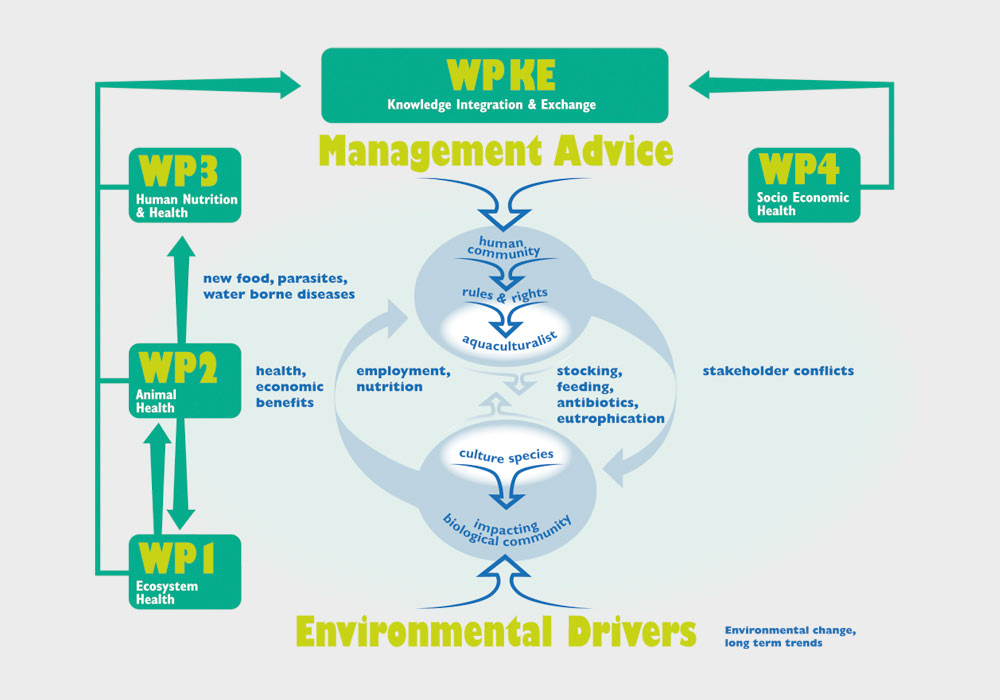 WP KE
Knowledge Integration & Exchange
Management Advice
WP3
Human Nutrition
& Health
WP4
Socio Economic
Health
human
community
rules & rights
aquaculturalist
new food, parasites,
water borne diseases
WP2
Animal
Health
health,
economic
benefits
employment,
nutrition
stocking,
feeding,
antibiotics,
eutrophication
stakeholder conflicts
culture species
impacting
biological community
WP1
Ecosystem
Health
Environmental Drivers
Environmental change,
long term trends